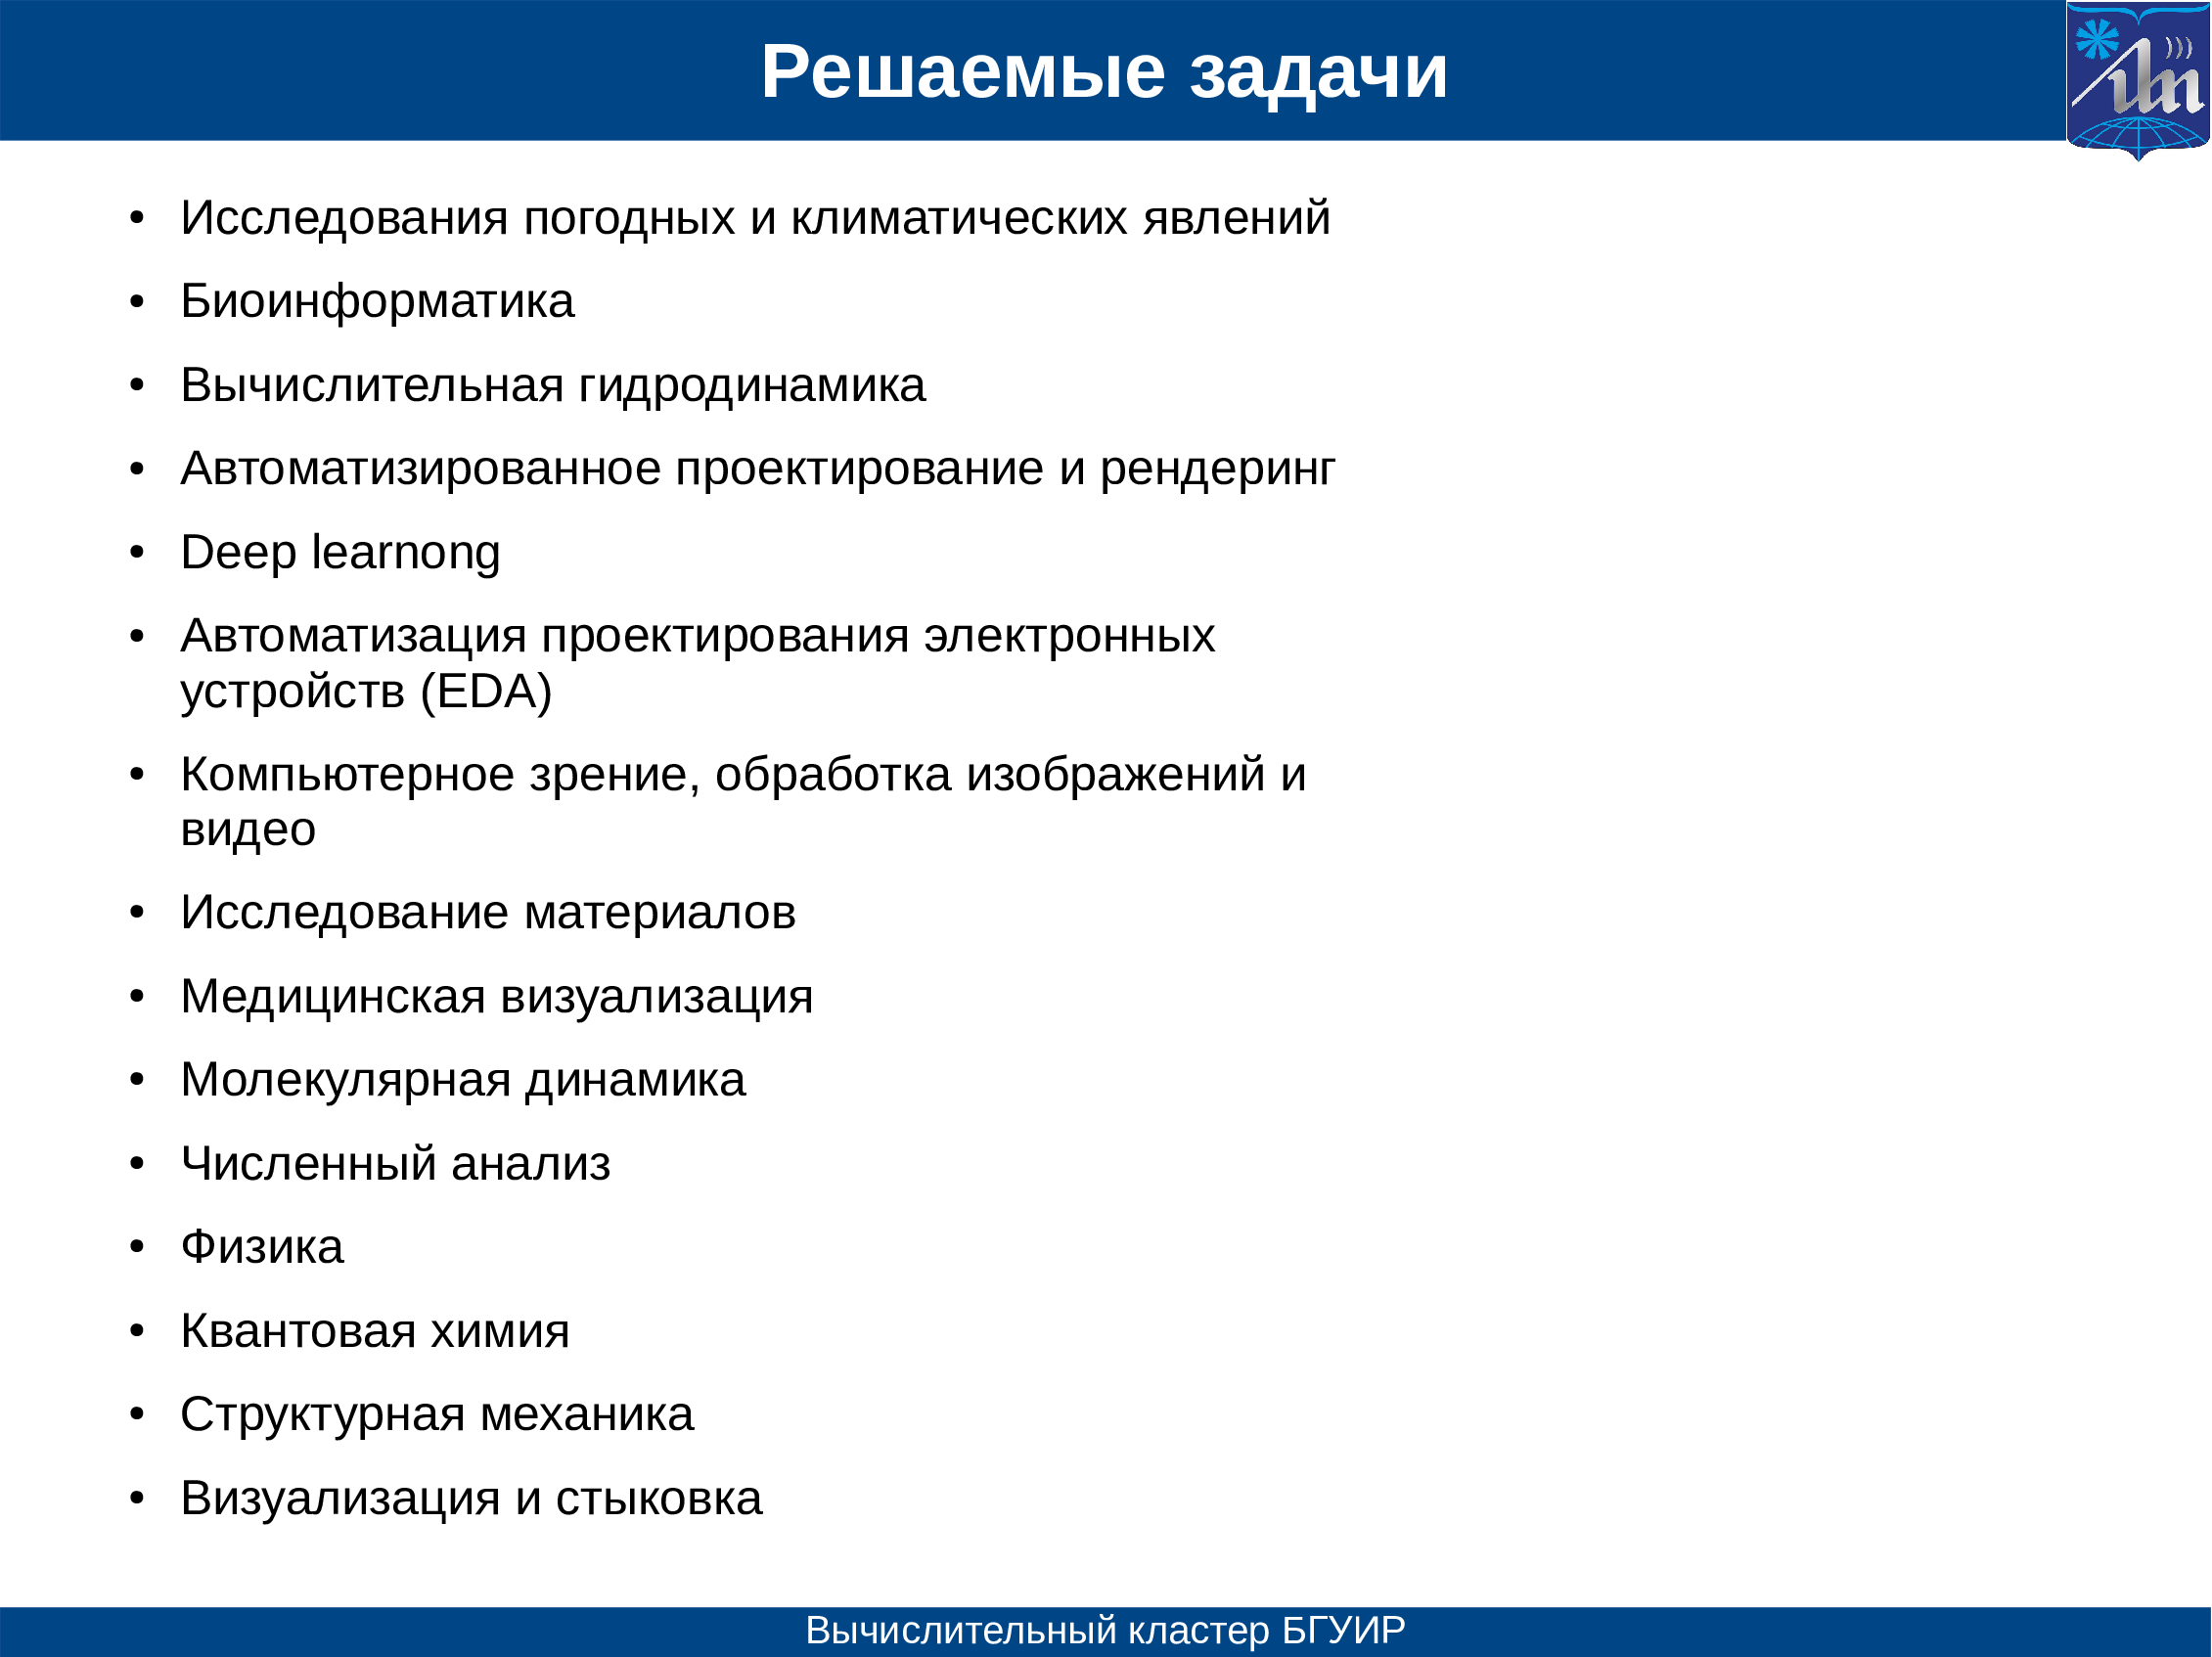 Решаемые задачи
• Исследования погодных и климатических явлений
• Биоинформатика
• Вычислительная гидродинамика
• Автоматизированное проектирование и рендеринг
• Deep learnong
• Автоматизация проектирования электронных
устройств (EDA)
• Компьютерное зрение, обработка изображений и
видео
• Исследование материалов
• Медицинская визуализация
• Молекулярная динамика
• Численный анализ
• Физика
• Квантовая химия
• Структурная механика
• Визуализация и стыковка
Вычислительный кластер БГУИР